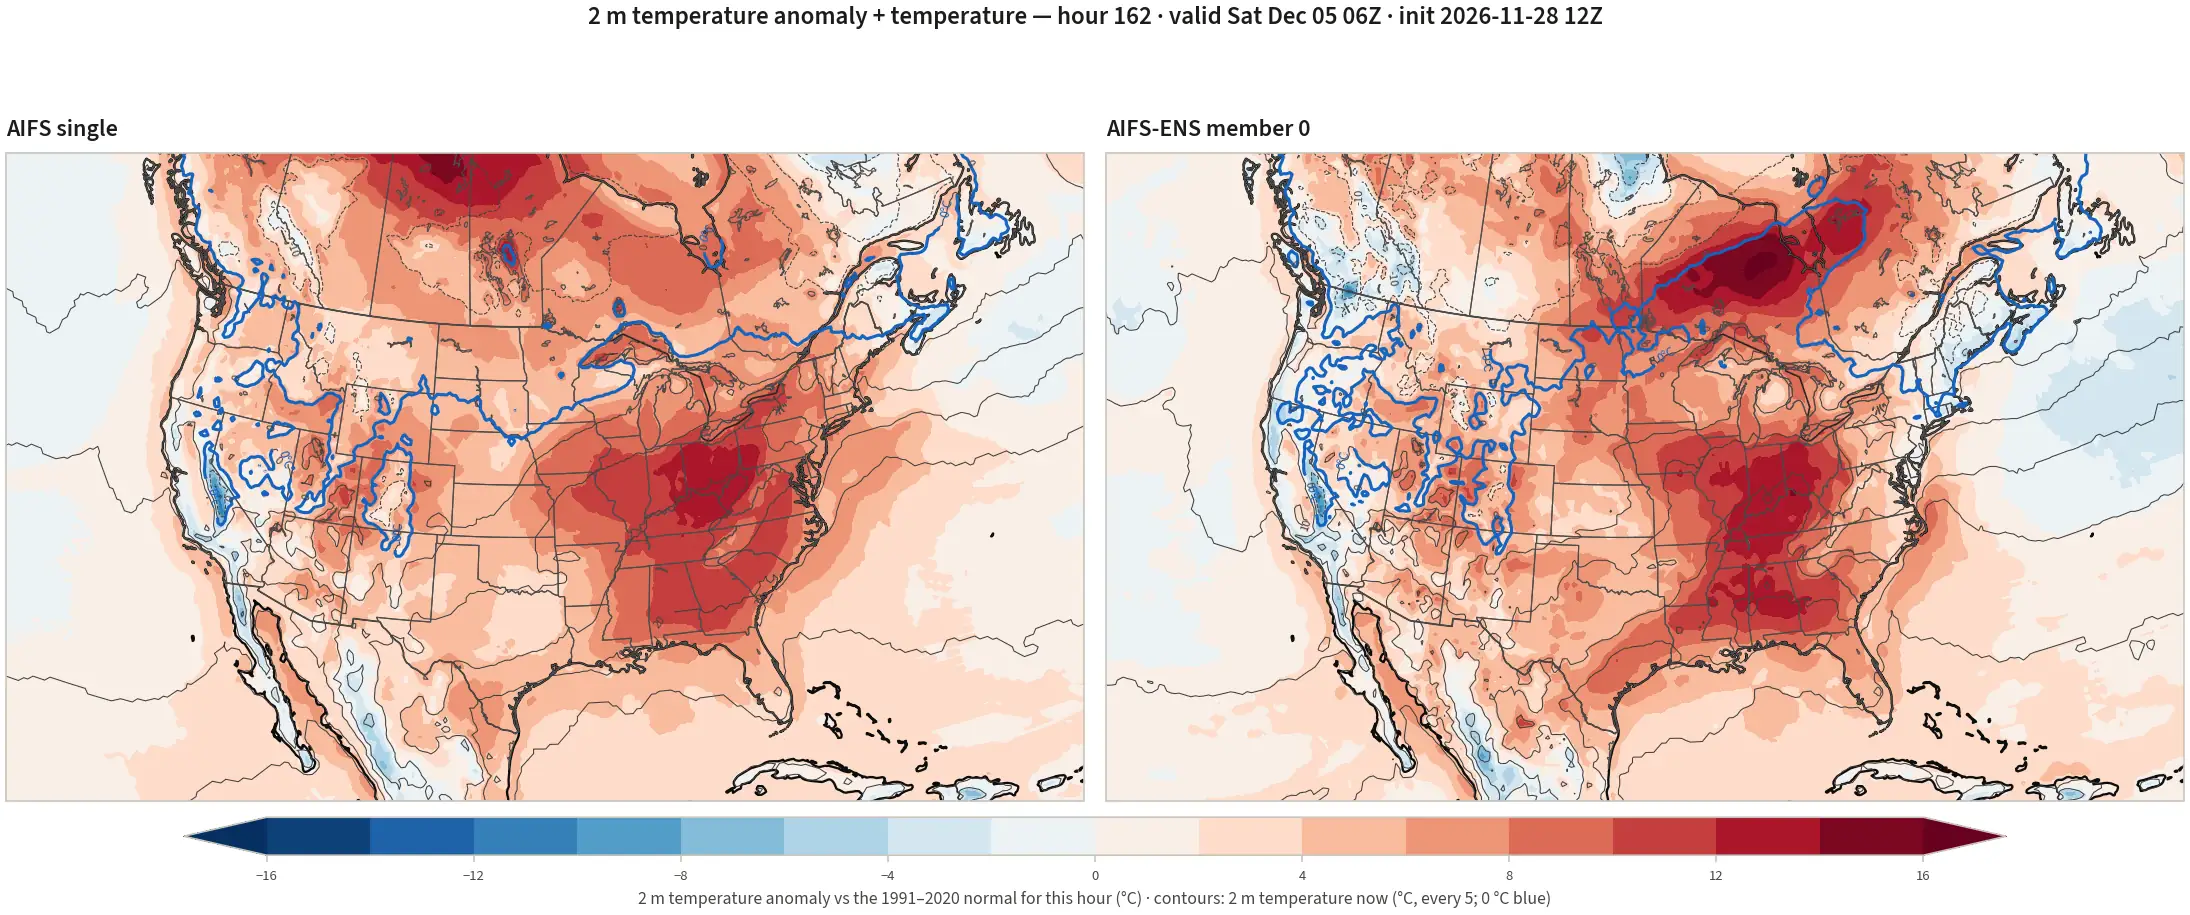 2 m temperature anomaly + temperature — hour 162 · valid Sat Dec 05 06Z · init 2026-11-28 12Z
AIFS single
AIFS-ENS member 0
−16 −12 −8 −4 0 4 8 12 16
2 m temperature anomaly vs the 1991–2020 normal for this hour (°C) · contours: 2 m temperature now (°C, every 5; 0 °C blue)